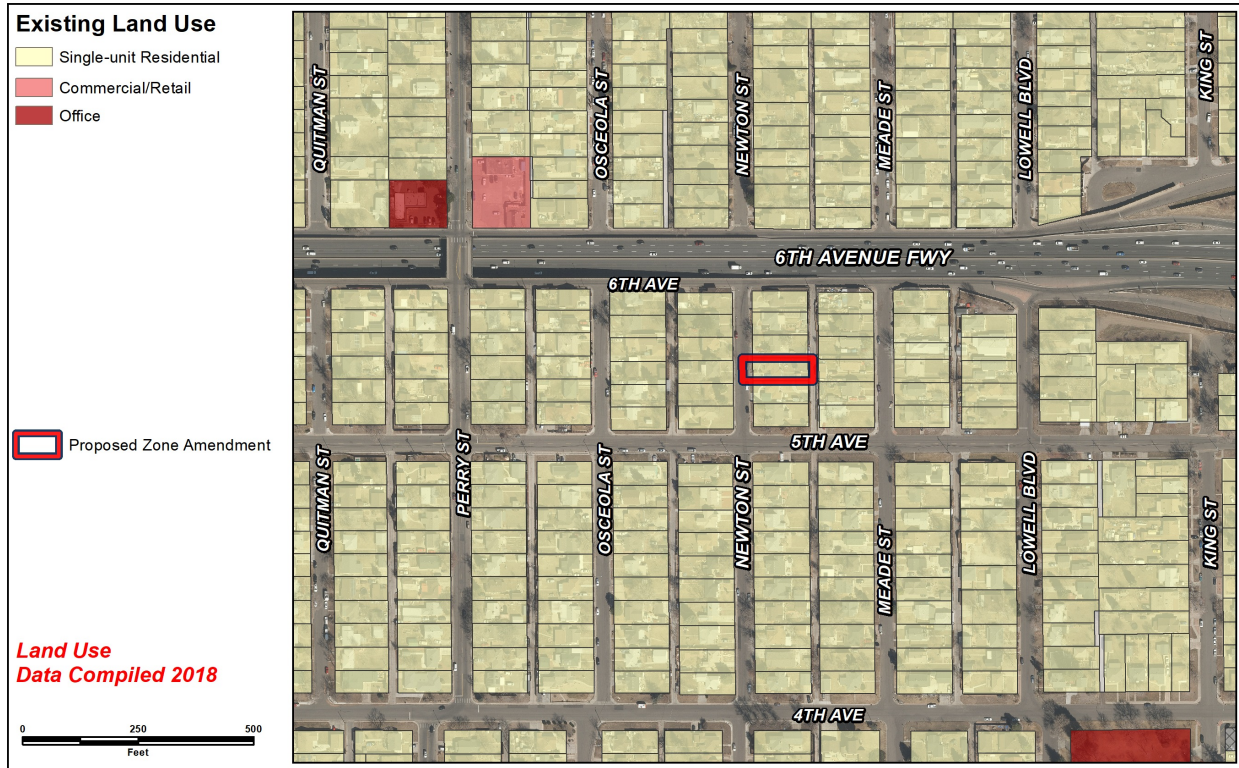 Existing Land Use
Single-unit Residential
Commercial/Retail
Office
Proposed Zone Amendment
Land Use
Data Compiled 2018
0 250 500
Feet
QUITMAN ST
OSCEOLA ST
NEWTON ST
MEADE ST
LOWELL BLVD
KING ST
6TH AVENUE FWY
6TH AVE
5TH AVE
QUITMAN ST
PERRY ST
OSCEOLA ST
NEWTON ST
MEADE ST
LOWELL BLVD
KING ST
4TH AVE